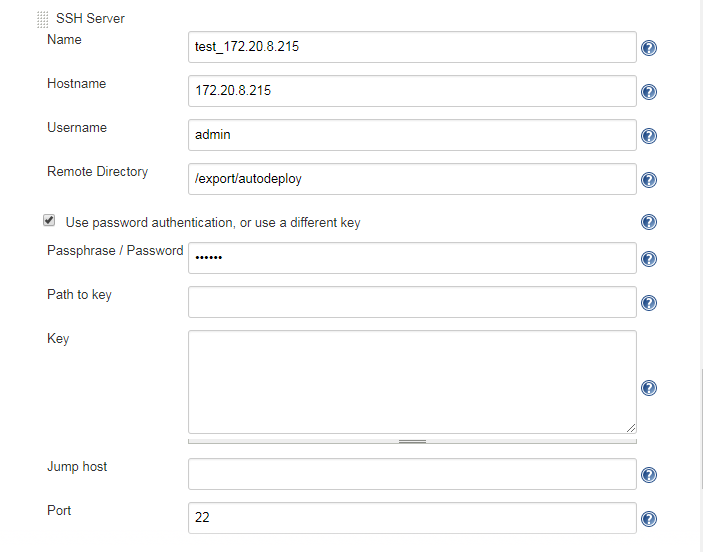 SSH Server
Name
test_172.20.8.215
Hostname
172.20.8.215
Username
admin
Remote Directory
/export/autodeploy
Use password authentication, or use a different key
Passphrase / Password
••••••
Path to key
Key
Jump host
Port
22